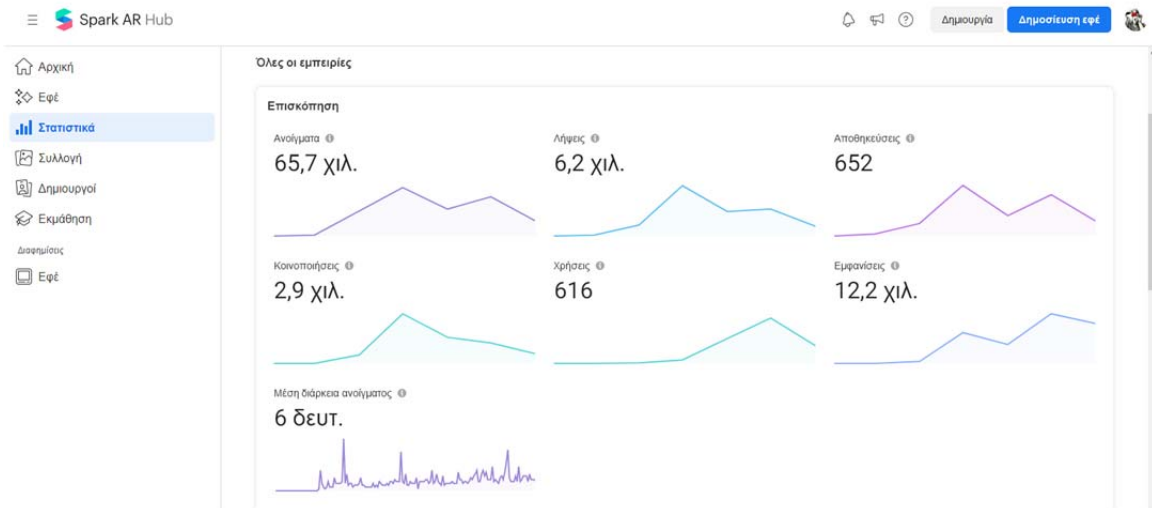 Spark AR Hub
Δημιουργία
Δημοσίευση εφέ
Αρχική
Εφέ
Στατιστικά
Συλλογή
Δημιουργοί
Εκμάθηση
Διαφημίσεις
Εφέ
Όλες οι εμπειρίες
Επισκόπηση
Ανοίγματα
65,7 χιλ.
Λήψεις
6,2 χιλ.
Αποθηκεύσεις
652
Κοινοποιήσεις
2,9 χιλ.
Χρήσεις
616
Εμφανίσεις
12,2 χιλ.
Μέση διάρκεια ανοίγματος
6 δευτ.